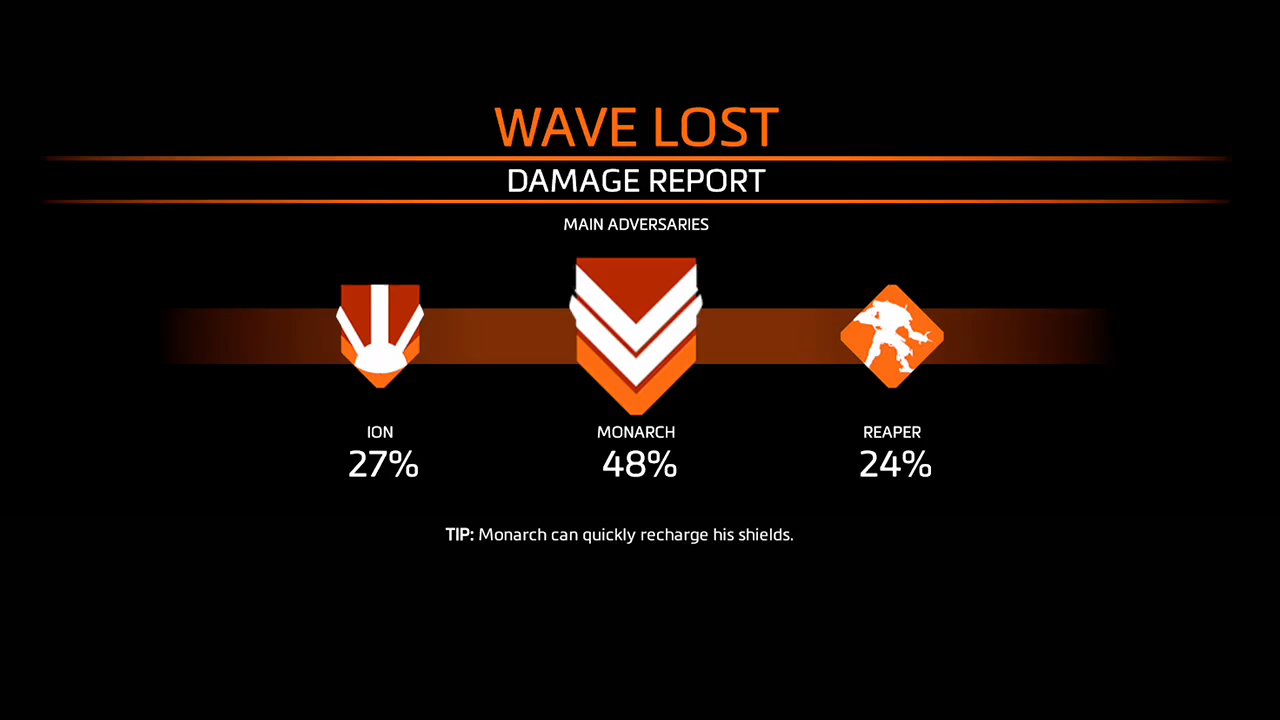 WAVE LOST
DAMAGE REPORT
MAIN ADVERSARIES
ION
MONARCH
REAPER
27%
48%
24%
TIP: Monarch can quickly recharge his shields.